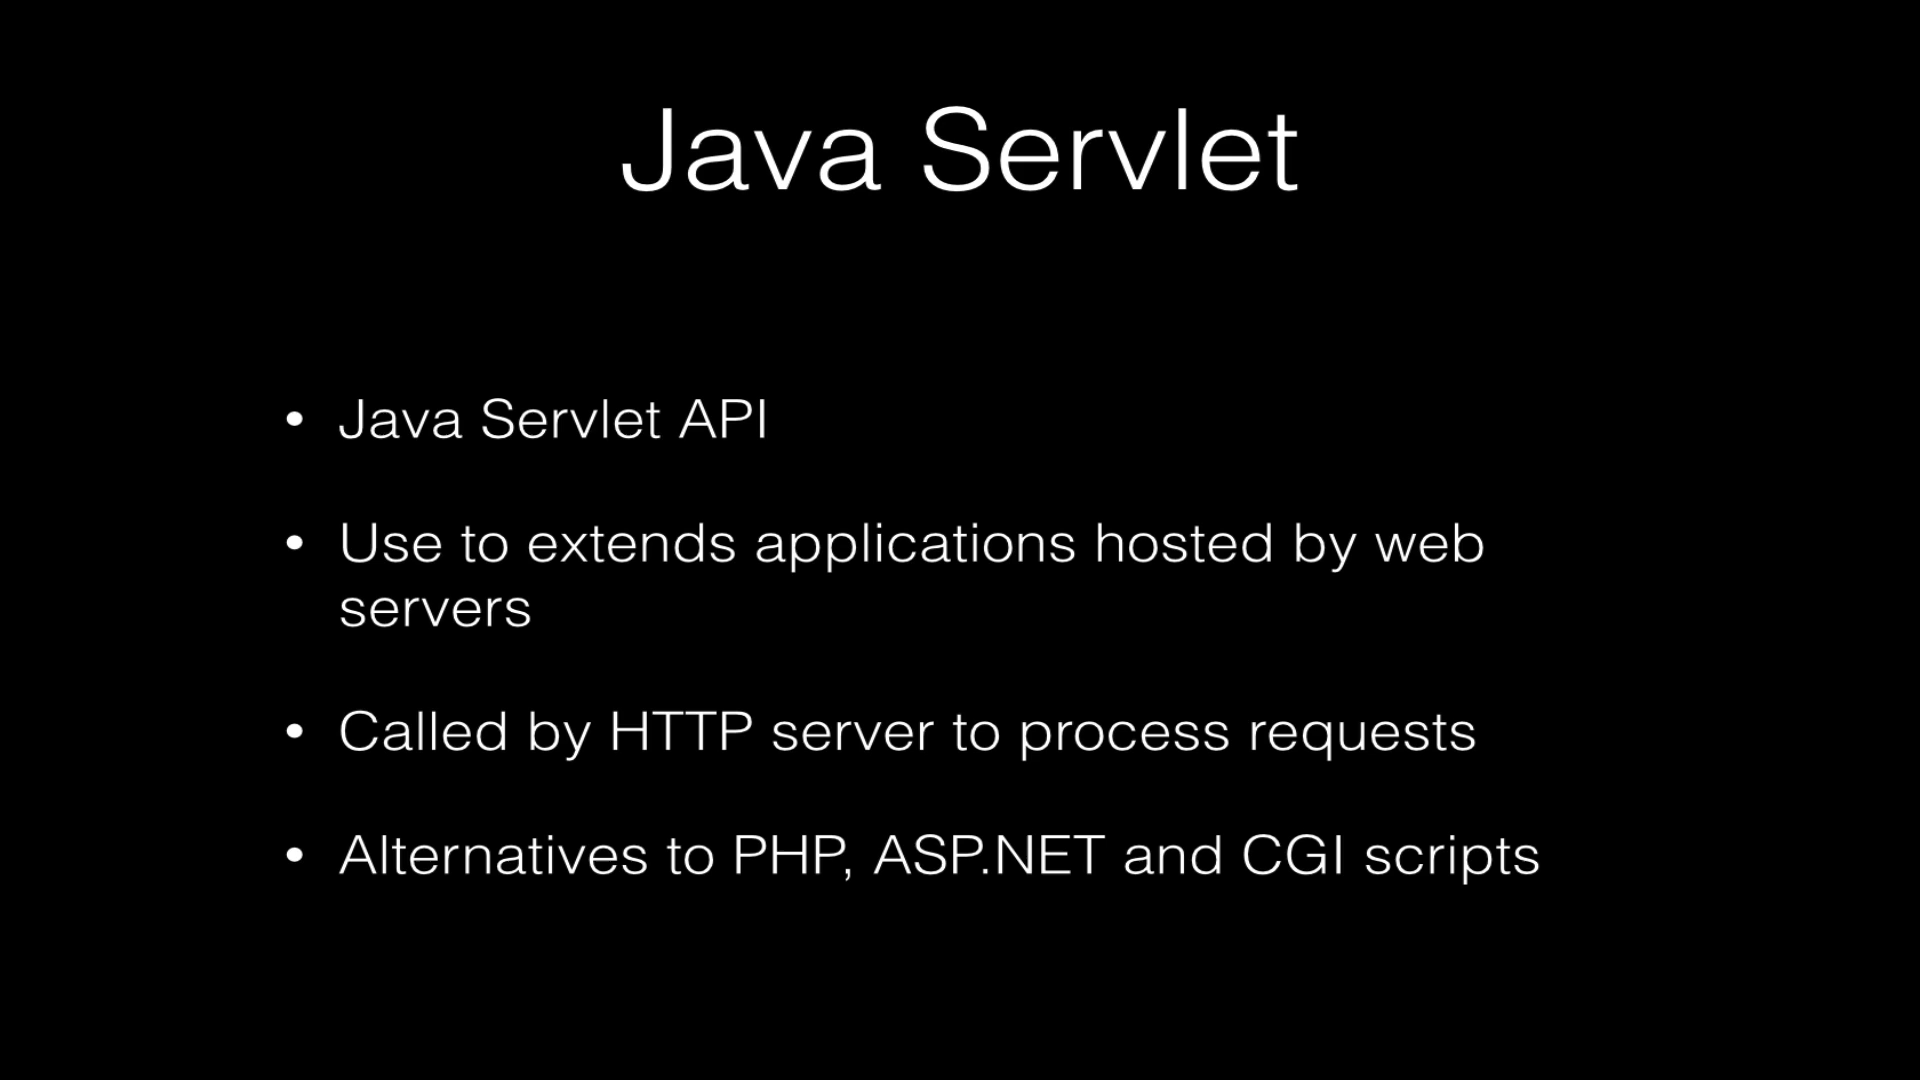 Java Servlet
• Java Servlet API
• Use to extends applications hosted by web
servers
• Called by HTTP server to process requests
• Alternatives to PHP, ASP.NET and CGI scripts